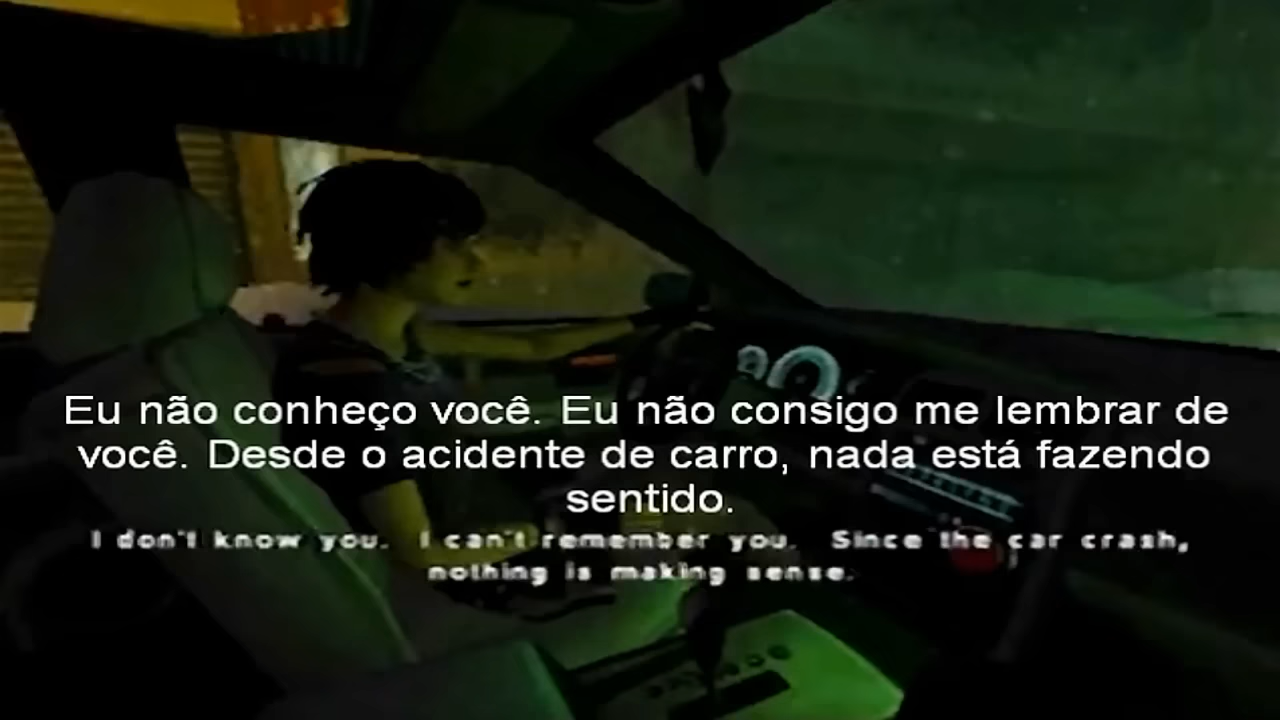 Eu não conheço você. Eu não consigo me lembrar de
você. Desde o acidente de carro, nada está fazendo
sentido.
I don't know you. I can't remember you. Since the car crash,
nothing is making sense.